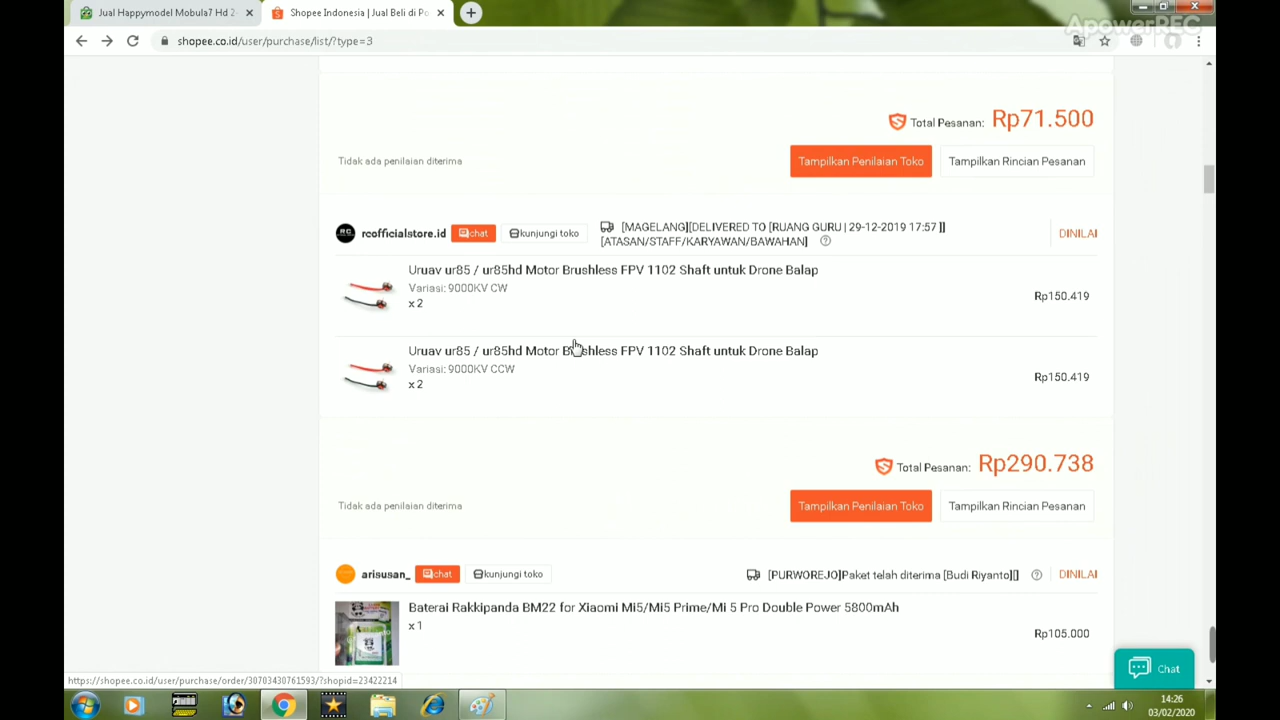 Jual Happymodel Mobula7 Hd 2
Shopee Indonesia | Jual Beli di Po
ApowerREC
shopee.co.id/user/purchase/list/?type=3
Total Pesanan: Rp71.500
Tidak ada penilaian diterima
Tampilkan Penilaian Toko
Tampilkan Rincian Pesanan
rcofficialstore.id
chat
kunjungi toko
[MAGELANG][DELIVERED TO [RUANG GURU | 29-12-2019 17:57 ]]
[ATASAN/STAFF/KARYAWAN/BAWAHAN]
DINILAI
Uruav ur85 / ur85hd Motor Brushless FPV 1102 Shaft untuk Drone Balap
Variasi: 9000KV CW
x 2
Rp150.419
Uruav ur85 / ur85hd Motor Brushless FPV 1102 Shaft untuk Drone Balap
Variasi: 9000KV CCW
x 2
Rp150.419
Total Pesanan: Rp290.738
Tidak ada penilaian diterima
Tampilkan Penilaian Toko
Tampilkan Rincian Pesanan
arisusan_
chat
kunjungi toko
[PURWOREJO]Paket telah diterima [Budi Riyanto][]
DINILAI
Baterai Rakkipanda BM22 for Xiaomi Mi5/Mi5 Prime/Mi 5 Pro Double Power 5800mAh
x 1
Rp105.000
Chat
https://shopee.co.id/user/purchase/order/30703430761593/?shopid=23422214
14:26
03/02/2020